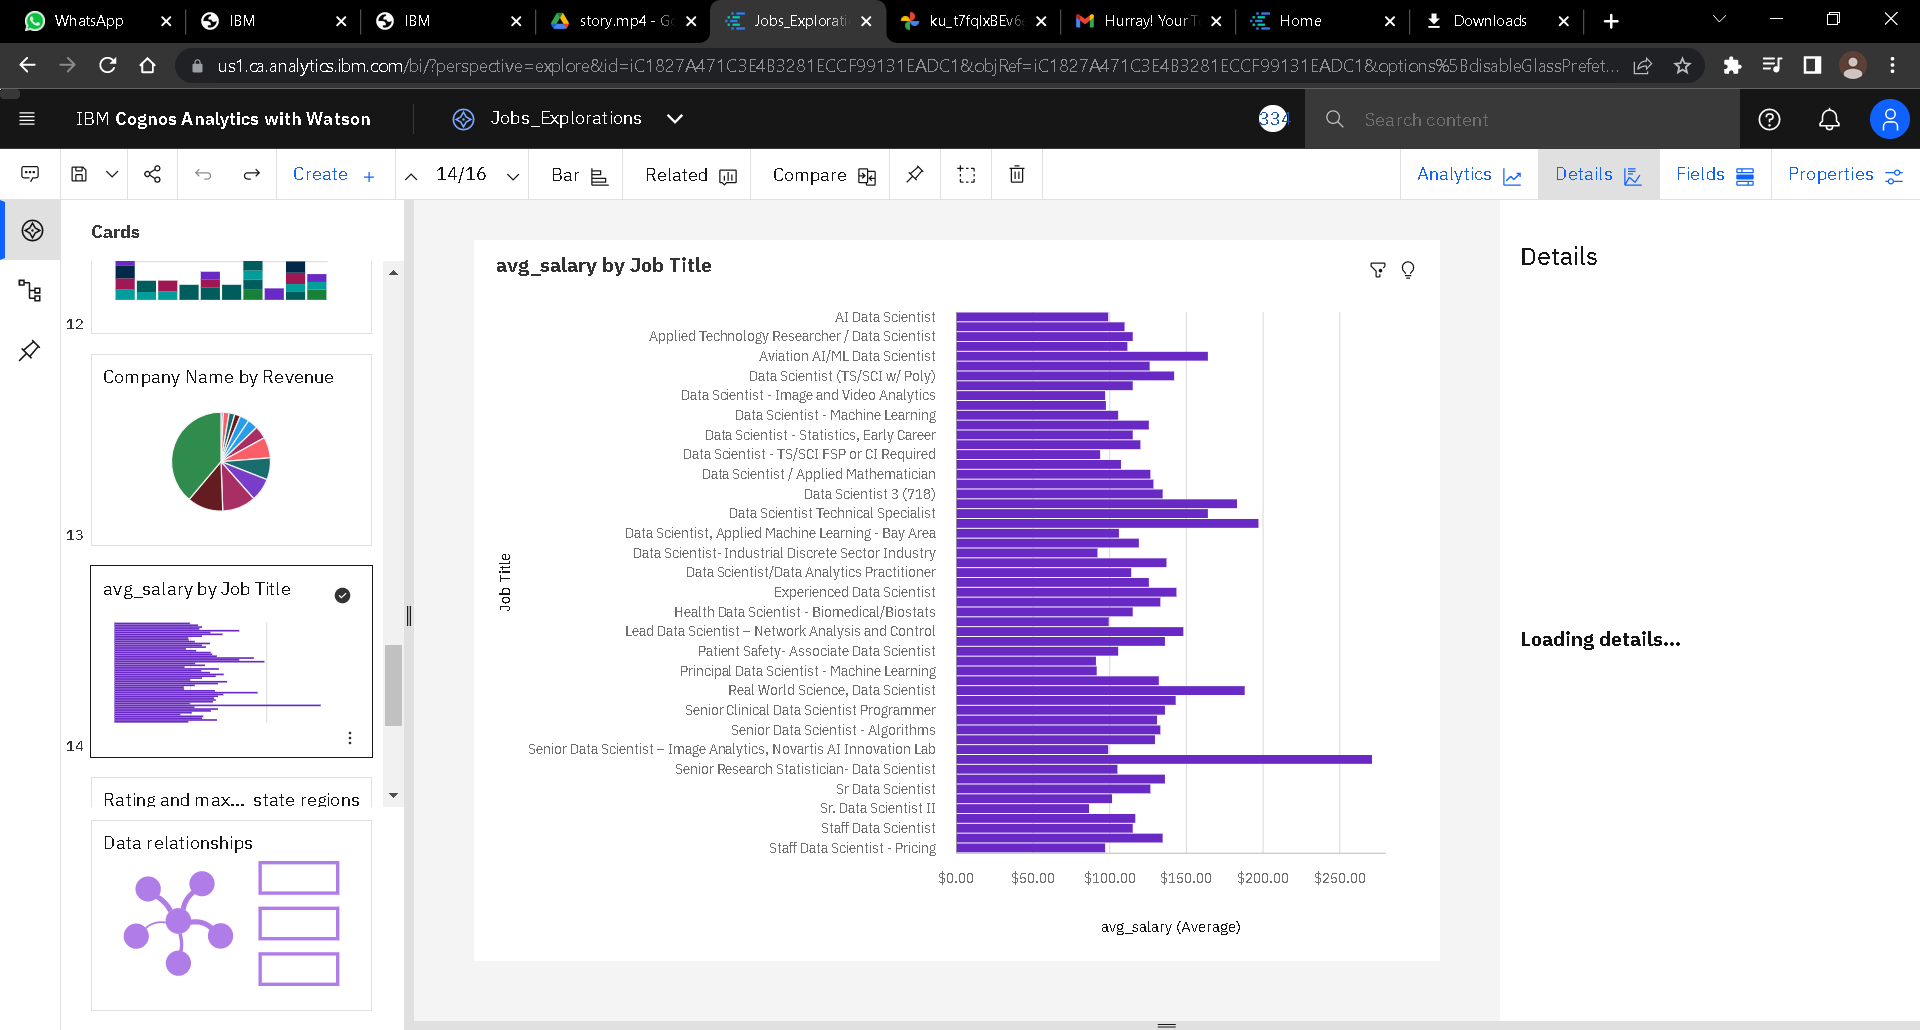 WhatsApp
IBM
IBM
story.mp4 - Go
Jobs_Explorati
ku_t7fqIxBEv6
Hurray! Your T
Home
Downloads
us1.ca.analytics.ibm.com/bi/?perspective=explore&id=iC1827A471C3E4B3281ECCF99131EADC1&objRef=iC1827A471C3E4B3281ECCF99131EADC1&options%5BdisableGlassPrefet...
IBM Cognos Analytics with Watson
Jobs_Explorations
334
Search content
Create
14/16
Bar
Related
Compare
Analytics
Details
Fields
Properties
Cards
12
Company Name by Revenue
13
avg_salary by Job Title
14
Rating and max... state regions
Data relationships
avg_salary by Job Title
Job Title
AI Data Scientist
Applied Technology Researcher / Data Scientist
Aviation AI/ML Data Scientist
Data Scientist (TS/SCI w/ Poly)
Data Scientist - Image and Video Analytics
Data Scientist - Machine Learning
Data Scientist - Statistics, Early Career
Data Scientist - TS/SCI FSP or CI Required
Data Scientist / Applied Mathematician
Data Scientist 3 (718)
Data Scientist Technical Specialist
Data Scientist, Applied Machine Learning - Bay Area
Data Scientist- Industrial Discrete Sector Industry
Data Scientist/Data Analytics Practitioner
Experienced Data Scientist
Health Data Scientist - Biomedical/Biostats
Lead Data Scientist – Network Analysis and Control
Patient Safety- Associate Data Scientist
Principal Data Scientist - Machine Learning
Real World Science, Data Scientist
Senior Clinical Data Scientist Programmer
Senior Data Scientist - Algorithms
Senior Data Scientist – Image Analytics, Novartis AI Innovation Lab
Senior Research Statistician- Data Scientist
Sr Data Scientist
Sr. Data Scientist II
Staff Data Scientist
Staff Data Scientist - Pricing
$0.00 $50.00 $100.00 $150.00 $200.00 $250.00
avg_salary (Average)
Details
Loading details...